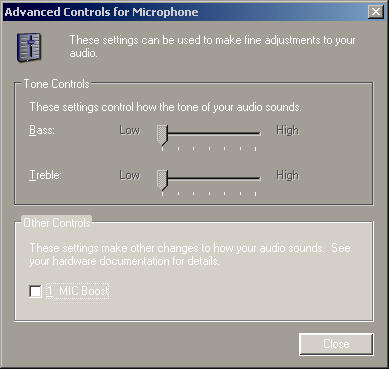 Advanced Controls for Microphone
These settings can be used to make fine adjustments to your
audio.
Tone Controls
These settings control how the tone of your audio sounds.
Bass: Low High
Treble: Low High
Other Controls
These settings make other changes to how your audio sounds. See
your hardware documentation for details.
1 MIC Boost
Close